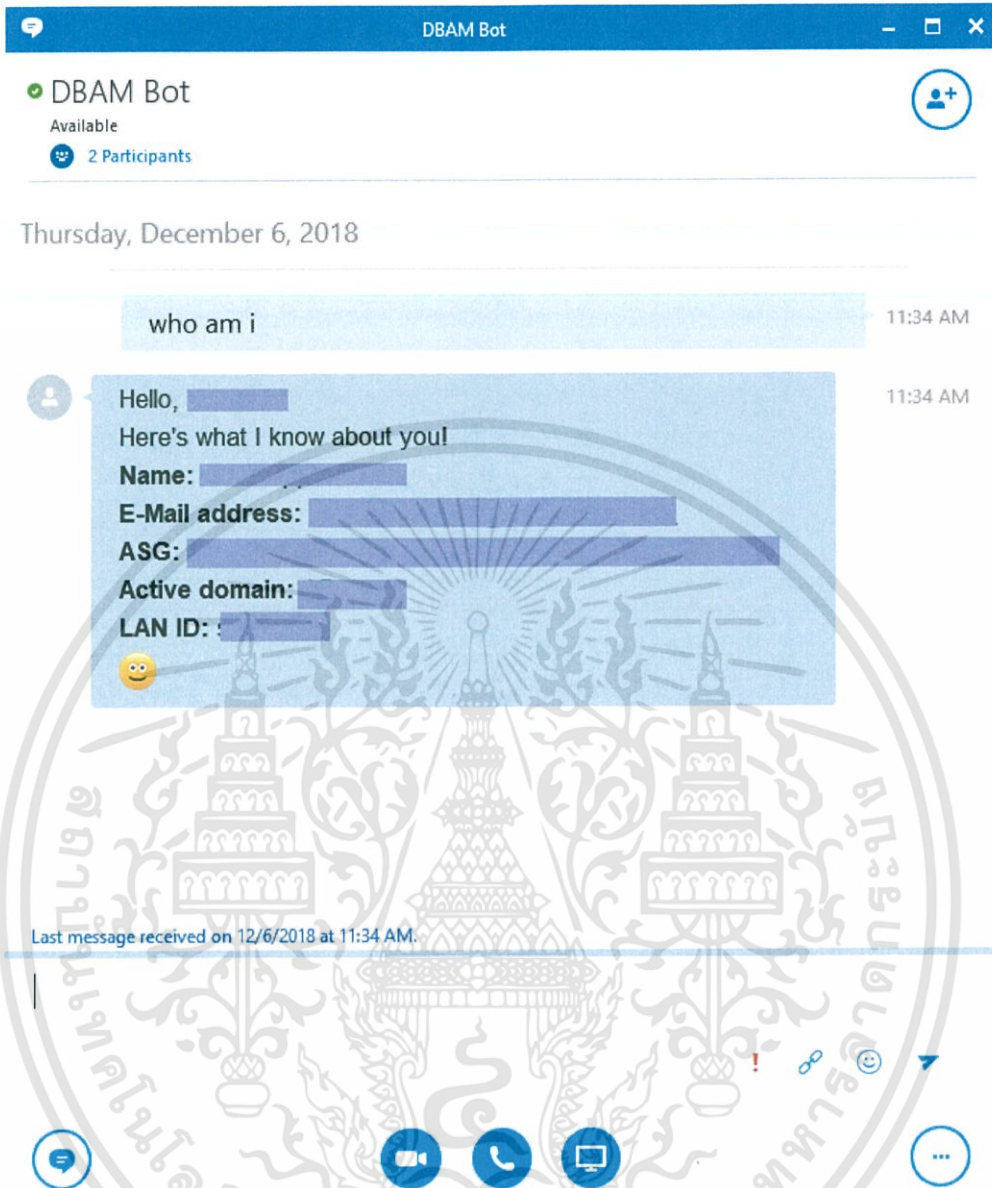 DBAM Bot
DBAM Bot
Available
2 Participants
Thursday, December 6, 2018
who am i
11:34 AM
Hello,
11:34 AM
Here's what I know about you!
Name:
E-Mail address:
ASG:
Active domain:
LAN ID:
Last message received on 12/6/2018 at 11:34 AM.